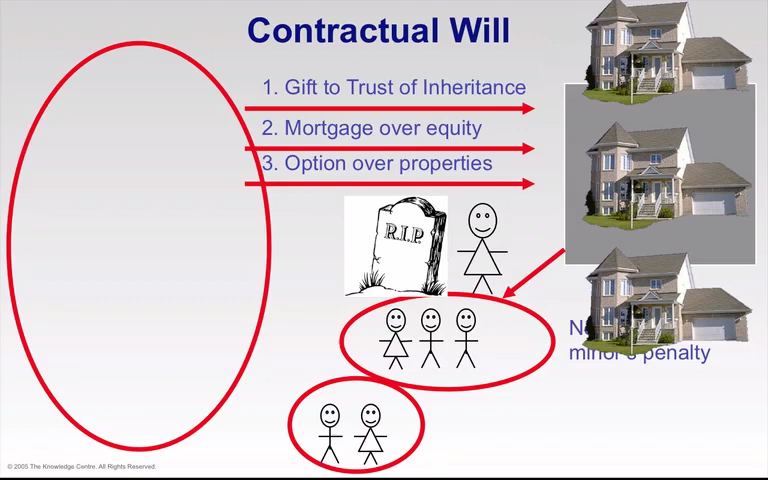 Contractual Will
1. Gift to Trust of Inheritance
2. Mortgage over equity
3. Option over properties
R.I.P.
penalty
© 2005 The Knowledge Centre. All Rights Reserved.